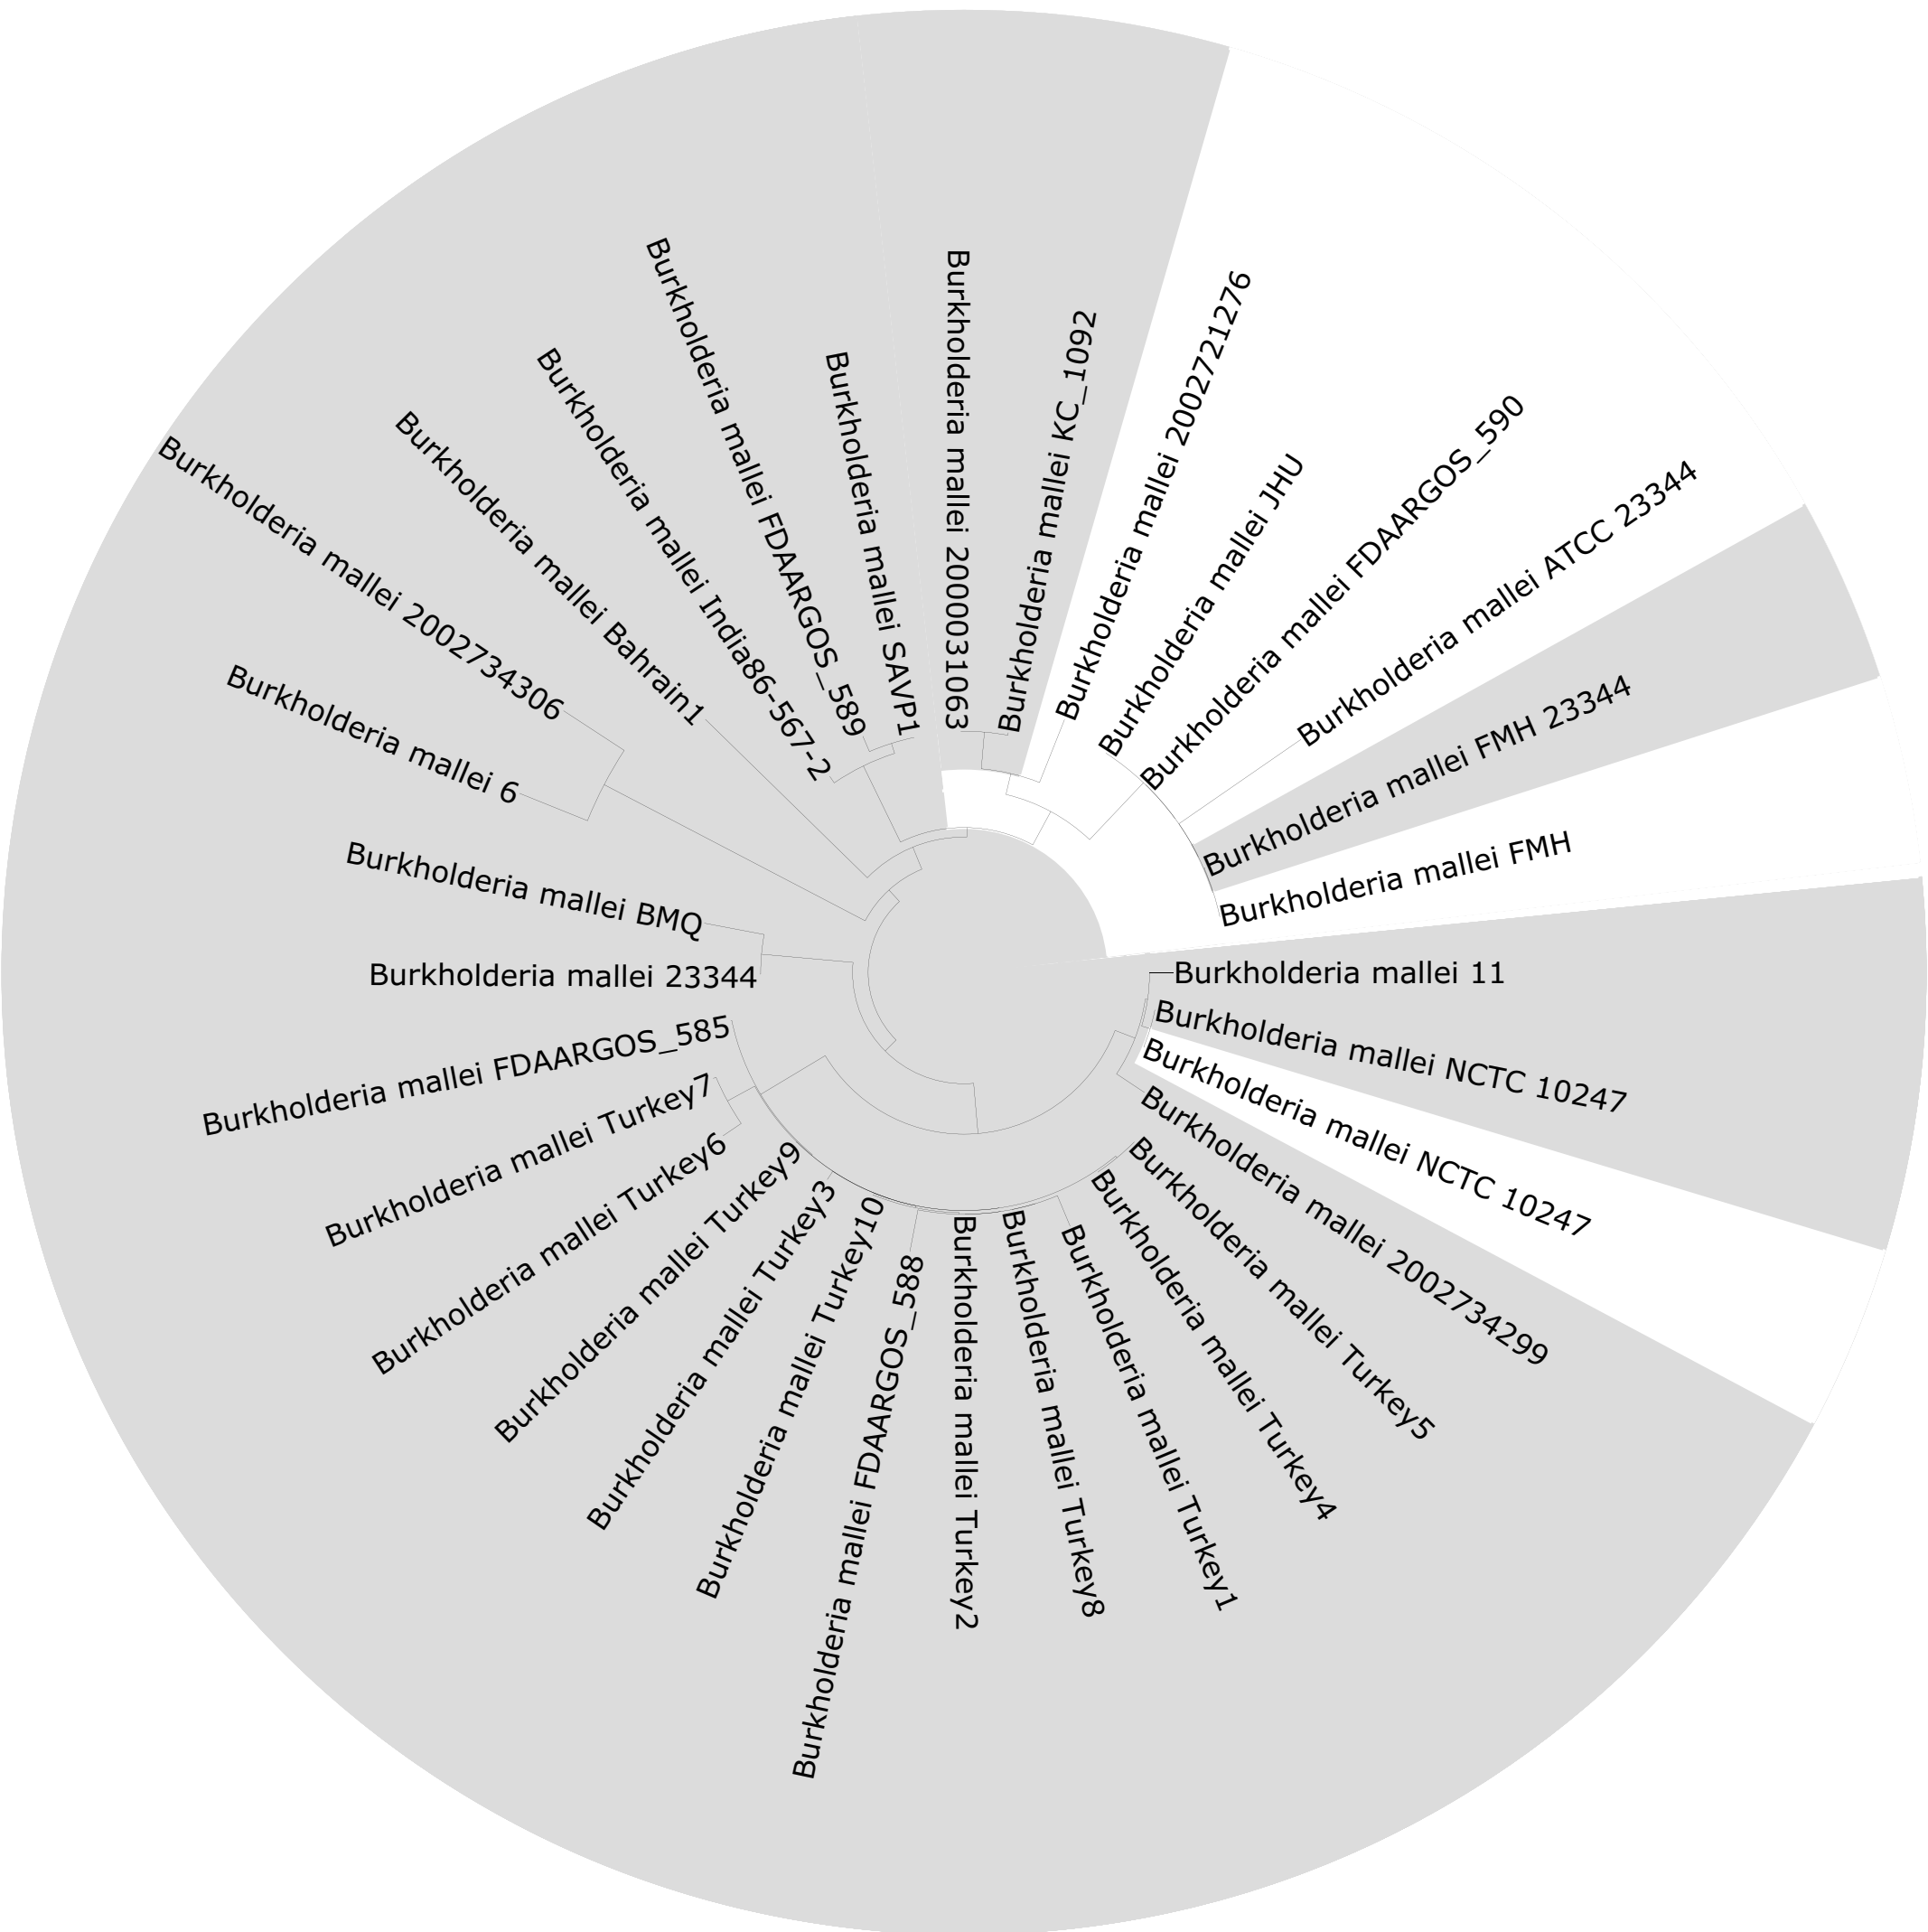 Burkholderia mallei 2000031063
Burkholderia mallei KC_1092
Burkholderia mallei 2002721276
Burkholderia mallei JHU
Burkholderia mallei FDAARGOS_590
Burkholderia mallei ATCC 23344
Burkholderia mallei FMH 23344
Burkholderia mallei FMH
Burkholderia mallei 11
Burkholderia mallei NCTC 10247
Burkholderia mallei NCTC 10247
Burkholderia mallei 2002734299
Burkholderia mallei Turkey5
Burkholderia mallei Turkey4
Burkholderia mallei Turkey1
Burkholderia mallei Turkey8
Burkholderia mallei Turkey2
Burkholderia mallei FDAARGOS_588
Burkholderia mallei Turkey10
Burkholderia mallei Turkey3
Burkholderia mallei Turkey9
Burkholderia mallei Turkey6
Burkholderia mallei Turkey7
Burkholderia mallei FDAARGOS_585
Burkholderia mallei 23344
Burkholderia mallei BMQ
Burkholderia mallei 6
Burkholderia mallei 2002734306
Burkholderia mallei Bahrain1
Burkholderia mallei India86-567-2
Burkholderia mallei FDAARGOS_589
Burkholderia mallei SAVP1